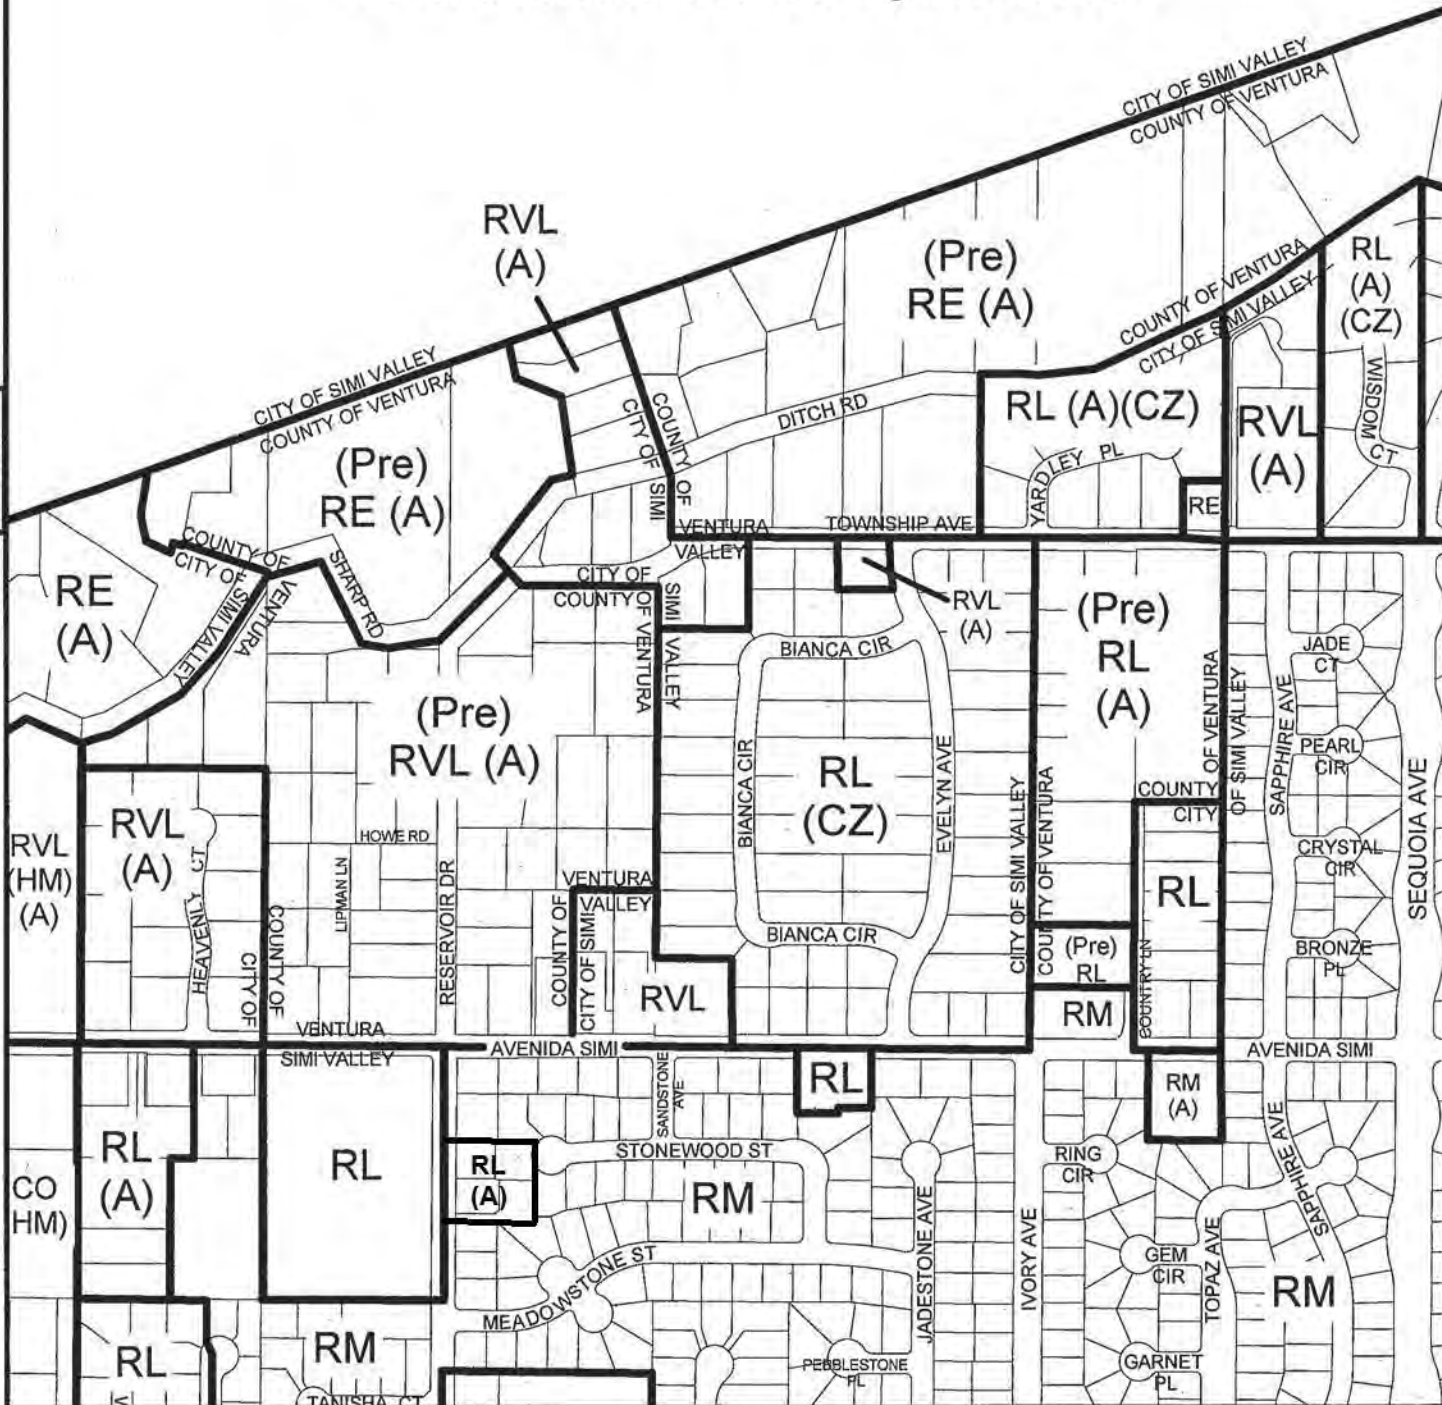 CITY OF SIMI VALLEY
COUNTY OF VENTURA
RVL
(A)
(Pre)
RE (A)
RL
(A)
(CZ)
COUNTY OF VENTURA
CITY OF SIMI VALLEY
CITY OF SIMI VALLEY
COUNTY OF VENTURA
WISDOM CT
DITCH RD
RL (A)(CZ)
RVL
(A)
COUNTY OF
CITY OF SIMI
(Pre)
RE (A)
YARDLEY PL
RE
VENTURA
VALLEY
TOWNSHIP AVE
COUNTY OF
CITY OF SIMI VALLEY
VENTURA
SHARP RD
CITY OF
COUNTY OF VENTURA
SIMI VALLEY
RE
(A)
RVL
(A)
(Pre)
RL
(A)
BIANCA CIR
JADE
CT
SAPPHIRE AVE
COUNTY OF VENTURA
OF SIMI VALLEY
(Pre)
RVL (A)
BIANCA CIR
RL
(CZ)
EVELYN AVE
PEARL
CIR
SEQUOIA AVE
COUNTY
CITY
CITY OF SIMI VALLEY
COUNTY OF VENTURA
RVL
(HM)
(A)
RVL
(A)
HEAVENLY CT
HOWE RD
LIPMAN LN
RESERVOIR DR
VENTURA
VALLEY
COUNTY OF
CITY OF SIMI
CRYSTAL
CIR
RL
COUNTRY LN
BIANCA CIR
(Pre)
RL
BRONZE
PL
CITY OF
COUNTY OF
RVL
RM
VENTURA
SIMI VALLEY
AVENIDA SIMI
AVENIDA SIMI
SANDSTONE
AVE
RL
RM
(A)
RL
(A)
RL
RL
(A)
STONEWOOD ST
RING
CIR
SAPPHIRE AVE
CO
HM)
RM
JADESTONE AVE
IVORY AVE
TOPAZ AVE
GEM
CIR
MEADOWSTONE ST
RM
RL
RM
PEBBLESTONE
PL
GARNET
PL
TANISHA CT